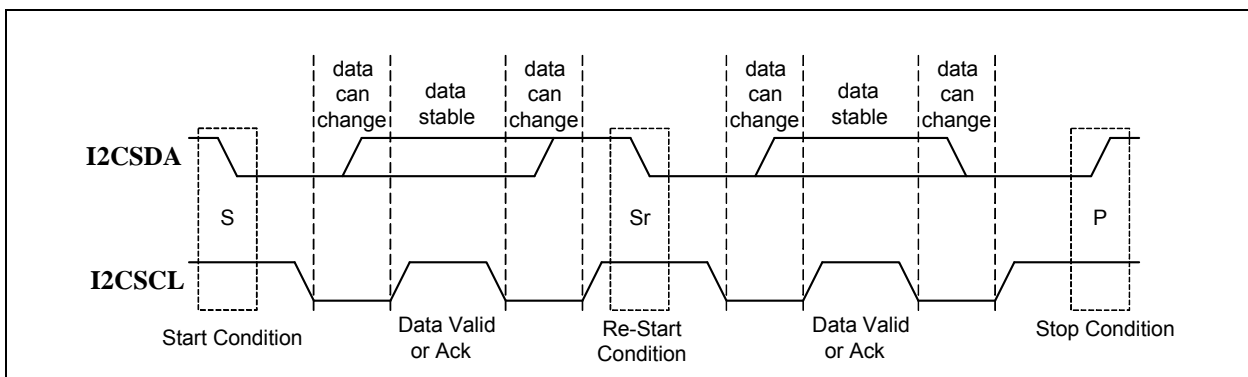 data
can
change
data
stable
data
can
change
data
can
change
data
stable
data
can
change
I2CSDA
S
Sr
P
I2CSCL
Start Condition
Data Valid
or Ack
Re-Start
Condition
Data Valid
or Ack
Stop Condition